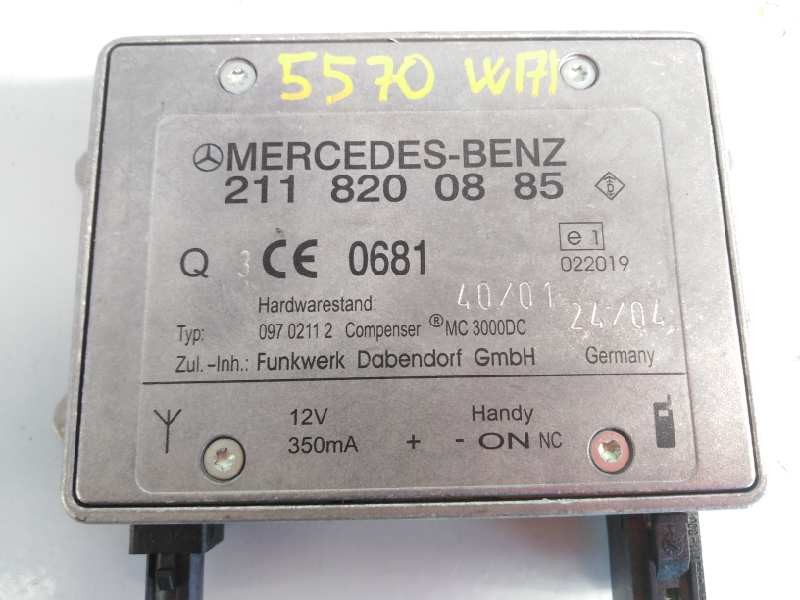 5570 W171
MERCEDES-BENZ
211 820 08 85
D
Q 3 CE 0681
e1
022019
Hardwarestand 40/01 24/04
Typ: 097 0211 2 Compenser ® MC 3000DC
Zul. -Inh.: Funkwerk Dabendorf GmbH Germany
12V Handy
350mA + - ON NC